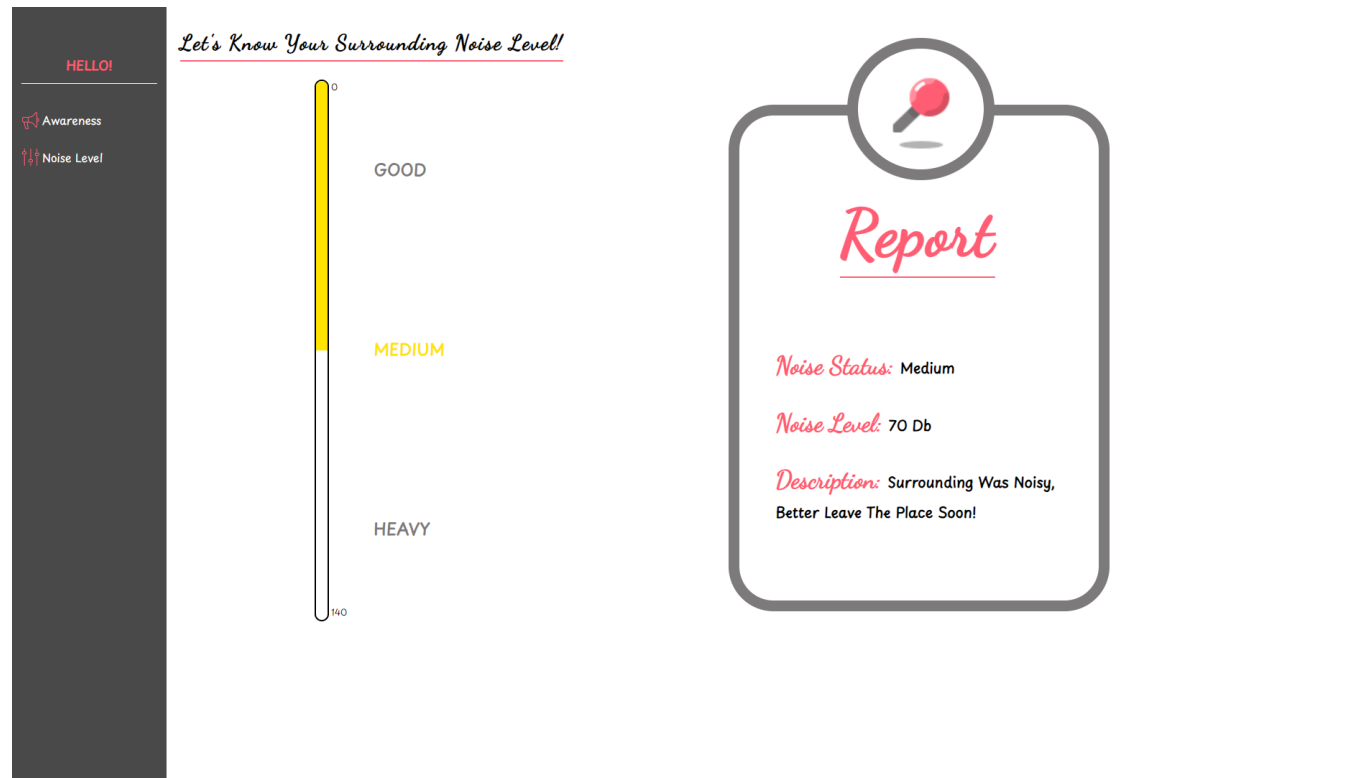 HELLO!
Awareness
Noise Level
Let's Know Your Surrounding Noise Level!
0
GOOD
MEDIUM
HEAVY
140
Report
Noise Status: Medium
Noise Level: 70 Db
Description: Surrounding Was Noisy,
Better Leave The Place Soon!